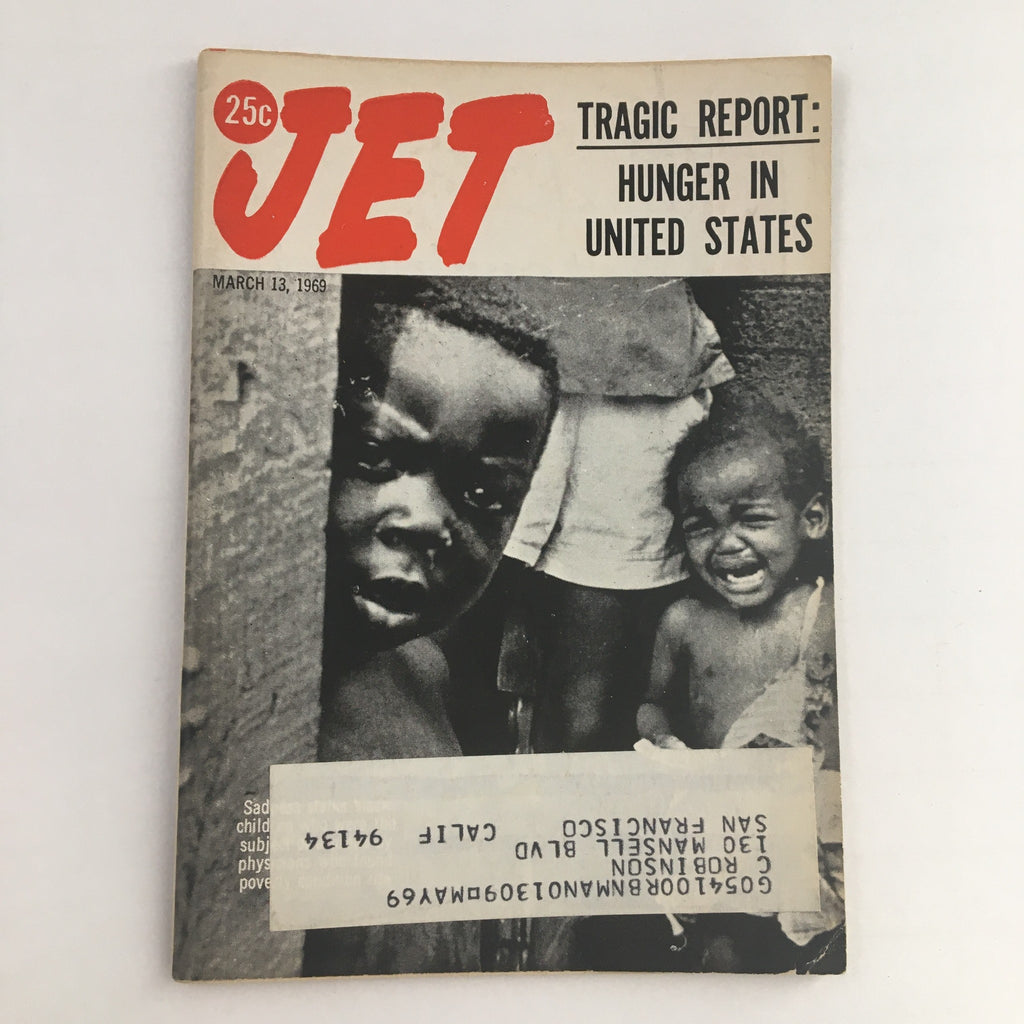 25c
JET
TRAGIC REPORT:
HUNGER IN
UNITED STATES
MARCH 13, 1969
G054100RBNMAN01309□MAY69
C ROBINSON
130 MANSELL BLVD
SAN FRANCISCO CALIF 94134